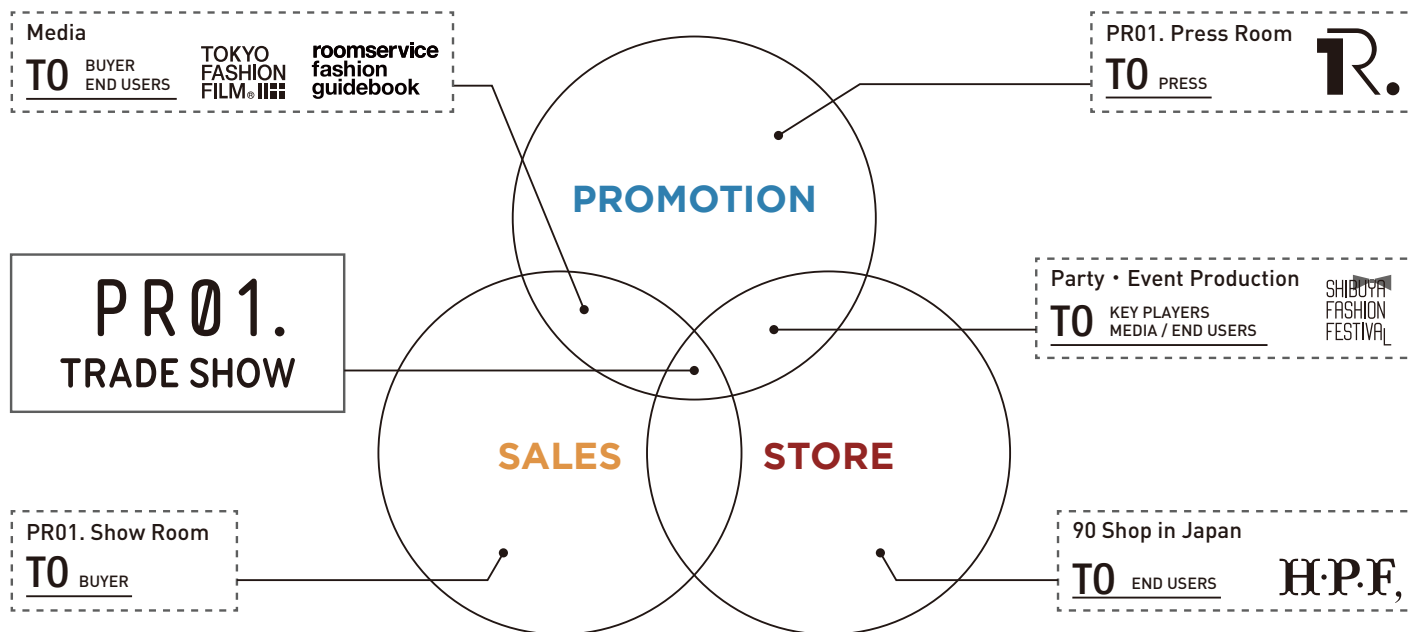 Media
TO BUYER
END USERS
TOKYO
FASHION
FILM®
roomservice
fashion
guidebook
PR01. Press Room
TO PRESS
1R.
PROMOTION
PR01.
TRADE SHOW
Party・Event Production
TO KEY PLAYERS
MEDIA / END USERS
SHIBUYA
FASHION
FESTIVAL
SALES
STORE
PR01. Show Room
TO BUYER
90 Shop in Japan
TO END USERS
H·P·F,